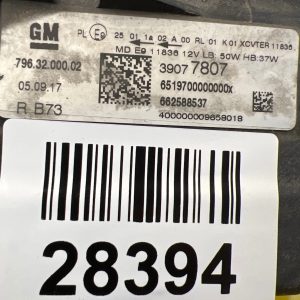 GM PL E9 25 01 1a 02 A 00 RL 01 K01 XCVTER 11836
MD E9 11836 12V LB: 50W HB:37W
796.32.000.02 39077807
6519700000000x
05.09.17 662588537
R B73 400000009659018
28394